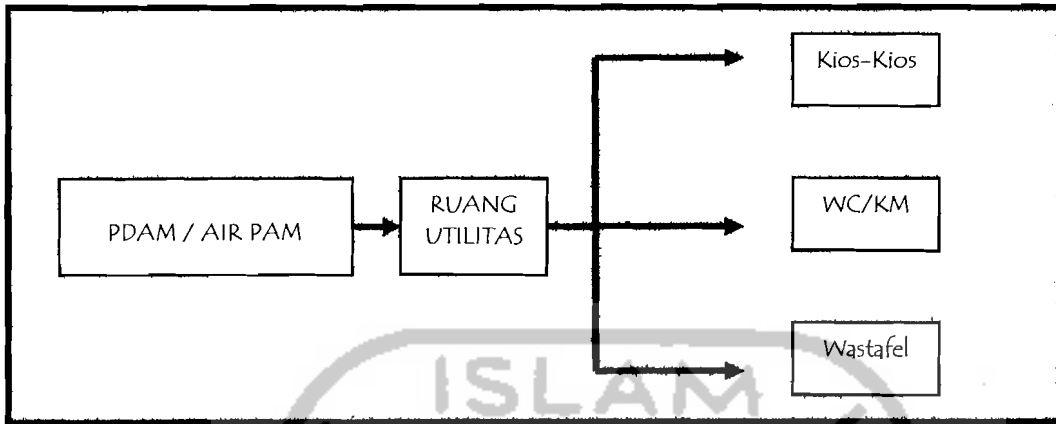 Kios-Kios
PDAM / AIR PAM
RUANG
UTILITAS
WC/KM
Wastafel
ISLAM